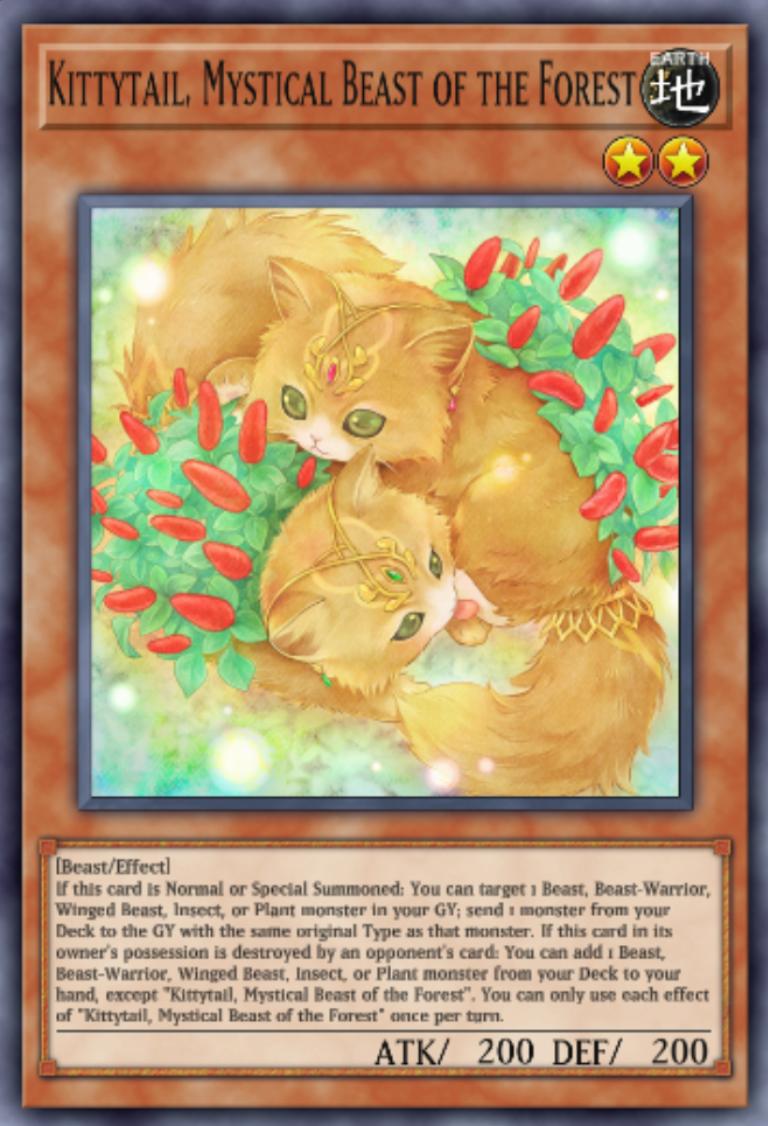 Kittytail, Mystical Beast of the Forest
EARTH
地
[Beast/Effect]
If this card is Normal or Special Summoned: You can target 1 Beast, Beast-Warrior,
Winged Beast, Insect, or Plant monster in your GY; send 1 monster from your
Deck to the GY with the same original Type as that monster. If this card in its
owner's possession is destroyed by an opponent's card: You can add 1 Beast,
Beast-Warrior, Winged Beast, Insect, or Plant monster from your Deck to your
hand, except "Kittytail, Mystical Beast of the Forest". You can only use each effect
of "Kittytail, Mystical Beast of the Forest" once per turn.
ATK/ 200 DEF/ 200